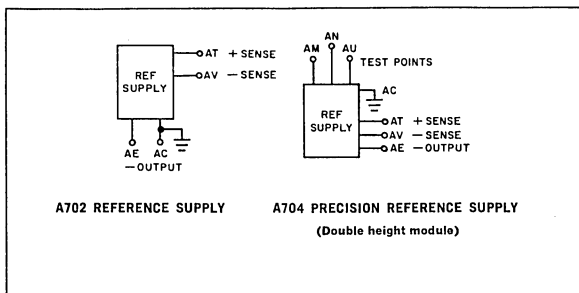 REF
SUPPLY
AT + SENSE
AV – SENSE
AE AC
–OUTPUT
A702 REFERENCE SUPPLY
AN
AM AU
TEST POINTS
AC
REF
SUPPLY
AT + SENSE
AV – SENSE
AE – OUTPUT
A704 PRECISION REFERENCE SUPPLY
(Double height module)